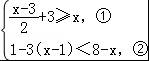 x-3/2+3≥x, ①
1-3(x-1)<8-x, ②